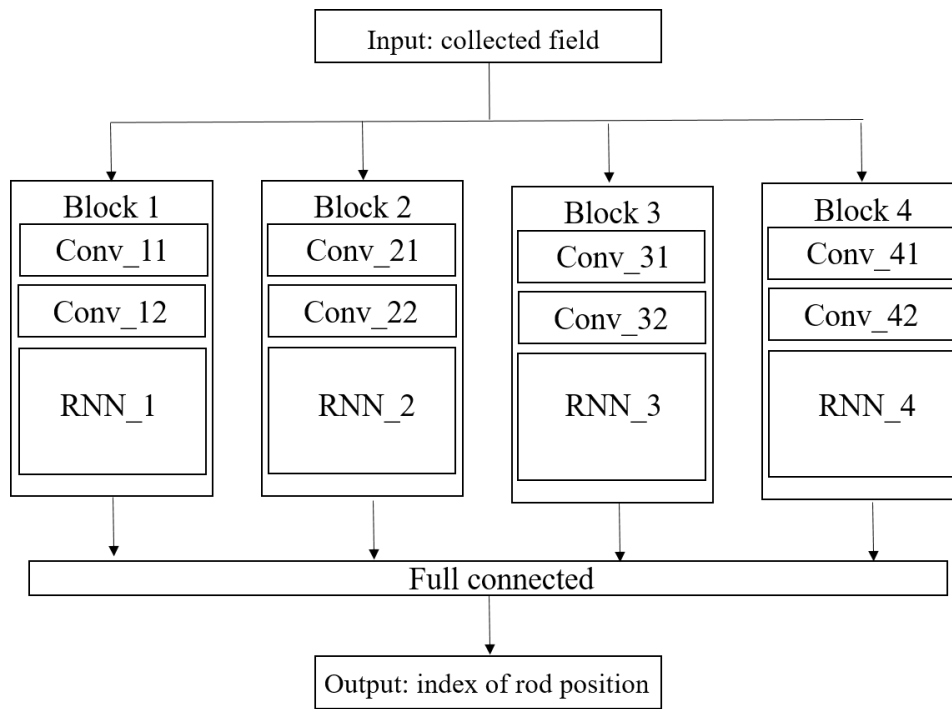 Input: collected field
Block 1
Conv_11
Conv_12
RNN_1
Block 2
Conv_21
Conv_22
RNN_2
Block 3
Conv_31
Conv_32
RNN_3
Block 4
Conv_41
Conv_42
RNN_4
Full connected
Output: index of rod position